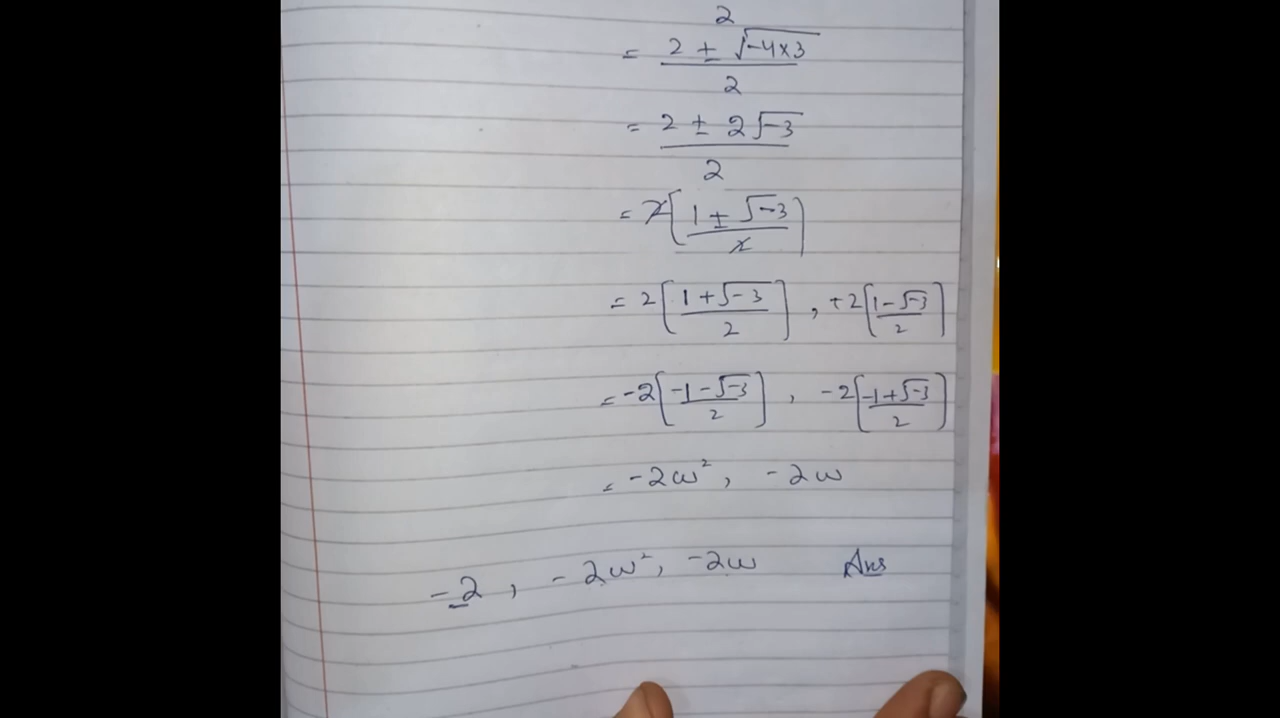 2
= 2 ± √-4×3 / 2
= 2 ± 2√-3 / 2
= 2[1 ± √-3 / 2]
= 2[1+√-3 / 2], +2[1-√-3 / 2]
= -2[-1-√-3 / 2], -2[-1+√-3 / 2]
= -2ω², -2ω
-2, -2ω², -2ω Ans